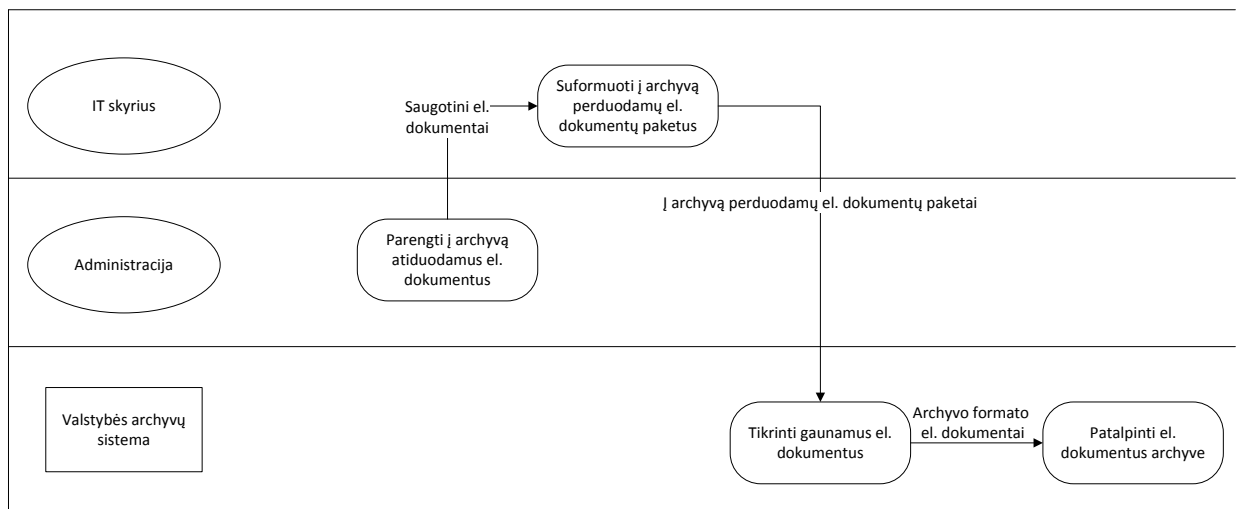 IT skyrius
Saugotini el.
dokumentai
Suformuoti į archyvą
perduodamų el.
dokumentų paketus
Į archyvą perduodamų el. dokumentų paketai
Administracija
Parengti į archyvą
atiduodamus el.
dokumentus
Valstybės archyvų
sistema
Tikrinti gaunamus el.
dokumentus
Archyvo formato
el. dokumentai
Patalpinti el.
dokumentus archyve